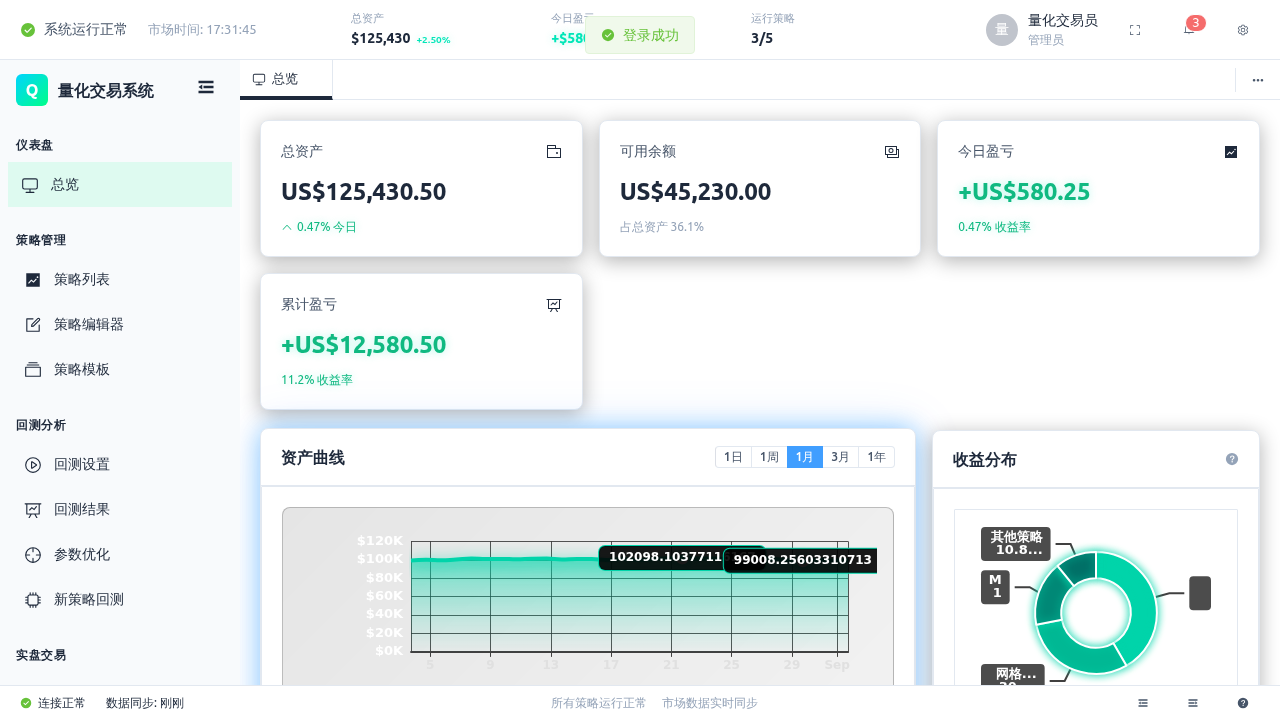 系统运行正常
市场时间: 17:31:45
总资产
$125,430 +2.50%
今日盈亏
+$580
登录成功
运行策略
3/5
量
量化交易员
管理员
3
Q
量化交易系统
仪表盘
总览
策略管理
策略列表
策略编辑器
策略模板
回测分析
回测设置
回测结果
参数优化
新策略回测
实盘交易
总览
总资产
US$125,430.50
0.47% 今日
可用余额
US$45,230.00
占总资产 36.1%
今日盈亏
+US$580.25
0.47% 收益率
累计盈亏
+US$12,580.50
11.2% 收益率
资产曲线
1日 1周 1月 3月 1年
$120K
$100K
$80K
$60K
$40K
$20K
$0K
102098.1037711
99008.25603310713
5 9 13 17 21 25 29 Sep
收益分布
其他策略
10.8...
M
1
网格...
连接正常
数据同步: 刚刚
所有策略运行正常
市场数据实时同步